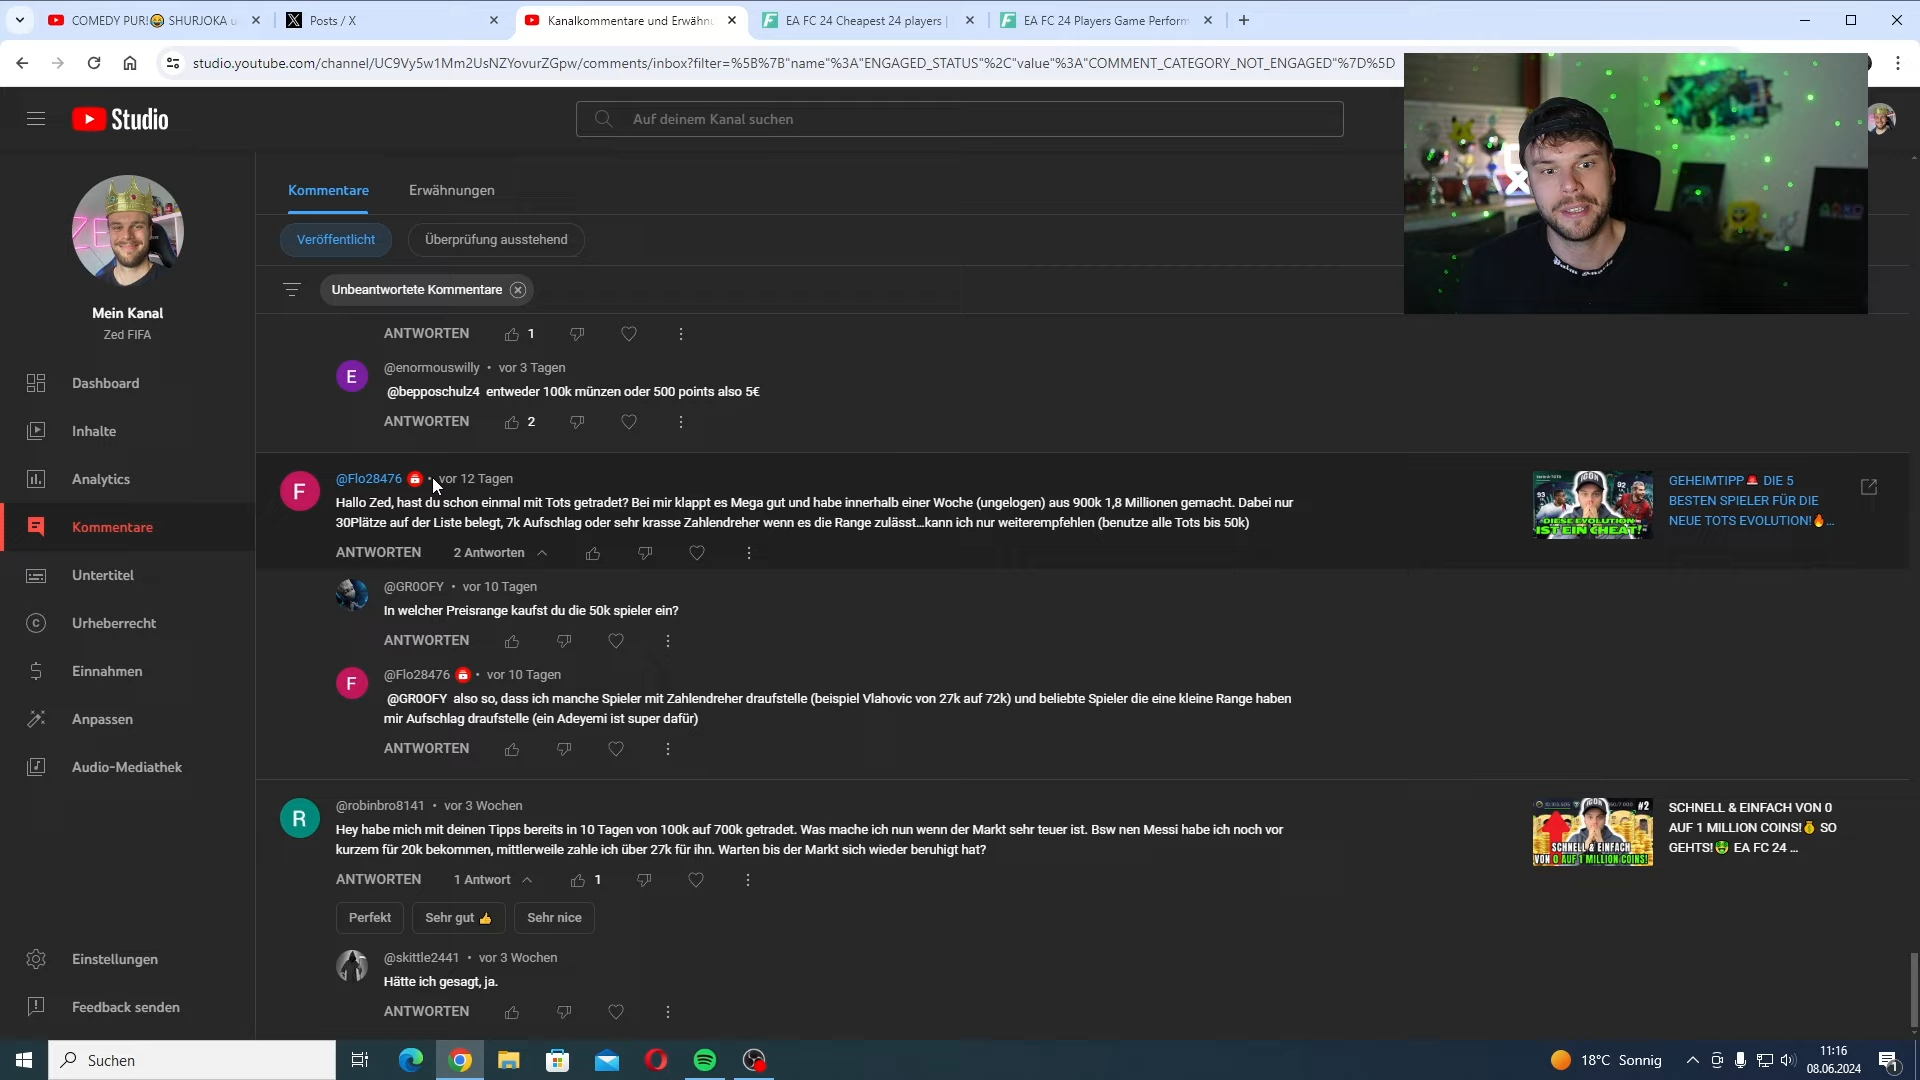 COMEDY PUR!😂 SHURJOKA u
Posts / X
Kanalkommentare und Erwähnu
EA FC 24 Cheapest 24 players |
EA FC 24 Players Game Perform
studio.youtube.com/channel/UC9Vy5w1Mm2UsNZYovurZGpw/comments/inbox?filter=%5B%7B"name"%3A"ENGAGED_STATUS"%2C"value"%3A"COMMENT_CATEGORY_NOT_ENGAGED"%7D%5D
Studio
Auf deinem Kanal suchen
Mein Kanal
Zed FIFA
Dashboard
Inhalte
Analytics
Kommentare
Untertitel
Urheberrecht
Einnahmen
Anpassen
Audio-Mediathek
Einstellungen
Feedback senden
Kommentare
Erwähnungen
Veröffentlicht
Überprüfung ausstehend
Unbeantwortete Kommentare
ANTWORTEN 1
E
@enormouswilly • vor 3 Tagen
@bepposchulz4 entweder 100k münzen oder 500 points also 5€
ANTWORTEN 2
F
@Flo28476 • vor 12 Tagen
Hallo Zed, hast du schon einmal mit Tots getradet? Bei mir klappt es Mega gut und habe innerhalb einer Woche (ungelogen) aus 900k 1,8 Millionen gemacht. Dabei nur
30Plätze auf der Liste belegt, 7k Aufschlag oder sehr krasse Zahlendreher wenn es die Range zulässt…kann ich nur weiterempfehlen (benutze alle Tots bis 50k)
ANTWORTEN 2 Antworten
DIESE EVOLUTION
IST EIN CHEAT!
GEHEIMTIPP🚨 DIE 5
BESTEN SPIELER FÜR DIE
NEUE TOTS EVOLUTION!🔥…
@GR0OFY • vor 10 Tagen
In welcher Preisrange kaufst du die 50k spieler ein?
ANTWORTEN
F
@Flo28476 • vor 10 Tagen
@GR0OFY also so, dass ich manche Spieler mit Zahlendreher draufstelle (beispiel Vlahovic von 27k auf 72k) und beliebte Spieler die eine kleine Range haben
mir Aufschlag draufstelle (ein Adeyemi ist super dafür)
ANTWORTEN
R
@robinbro8141 • vor 3 Wochen
Hey habe mich mit deinen Tipps bereits in 10 Tagen von 100k auf 700k getradet. Was mache ich nun wenn der Markt sehr teuer ist. Bsw nen Messi habe ich noch vor
kurzem für 20k bekommen, mittlerweile zahle ich über 27k für ihn. Warten bis der Markt sich wieder beruhigt hat?
ANTWORTEN 1 Antwort 1
Perfekt
Sehr gut 👍
Sehr nice
#2
SCHNELL & EINFACH
VON 0 AUF 1 MILLION COINS!
SCHNELL & EINFACH VON 0
AUF 1 MILLION COINS!💰 SO
GEHTS!🤑 EA FC 24 …
@skittle2441 • vor 3 Wochen
Hätte ich gesagt, ja.
ANTWORTEN
Suchen
18°C Sonnig
11:16
08.06.2024
1